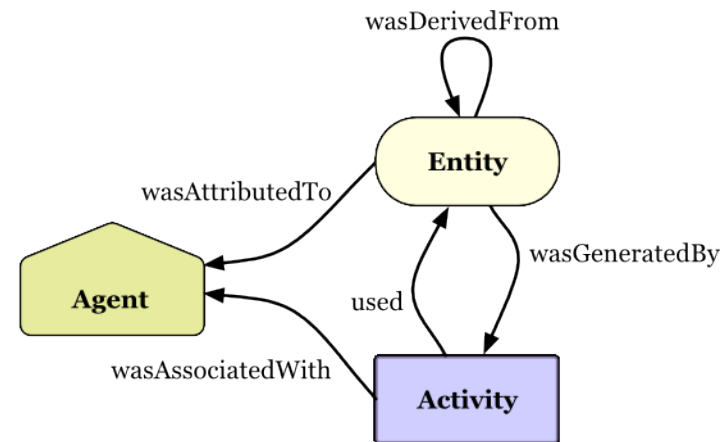 wasDerivedFrom
Entity
wasAttributedTo
wasGeneratedBy
Agent
used
wasAssociatedWith
Activity